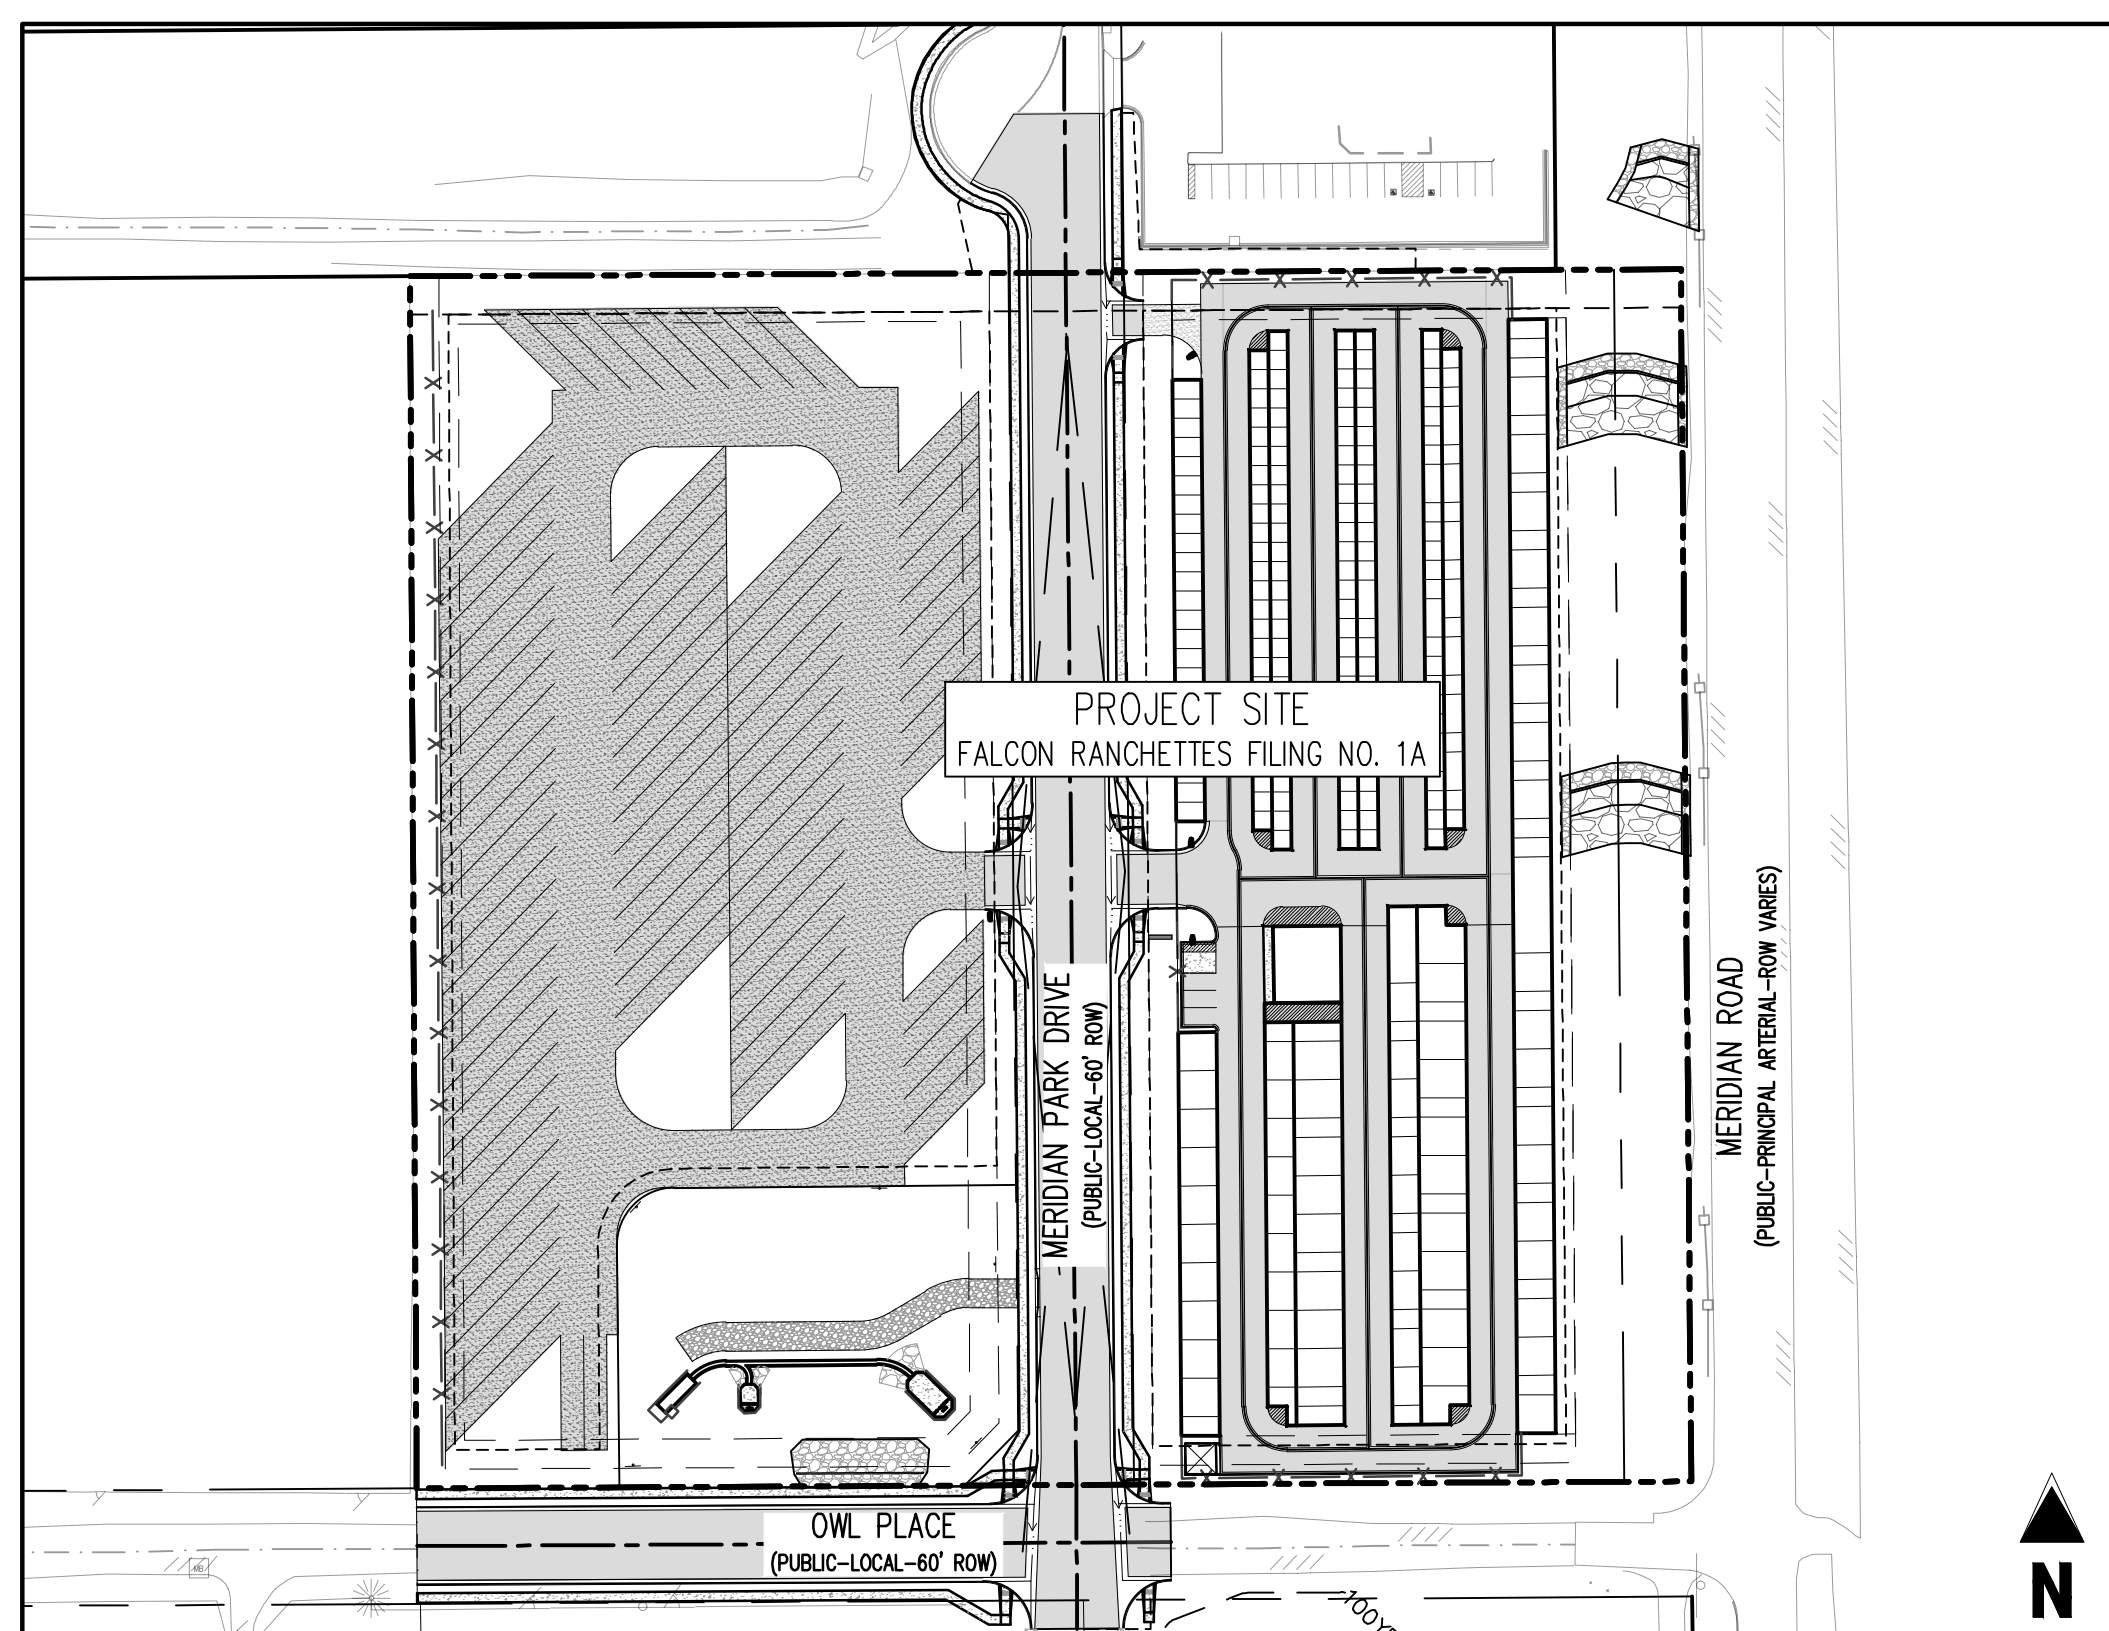 PROJECT SITE
FALCON RANCHETTES FILING NO. 1A
MERIDIAN PARK DRIVE
(PUBLIC-LOCAL-60' ROW)
MERIDIAN ROAD
(PUBLIC-PRINCIPAL ARTERIAL-ROW VARIES)
OWL PLACE
(PUBLIC-LOCAL-60' ROW)
MB
N